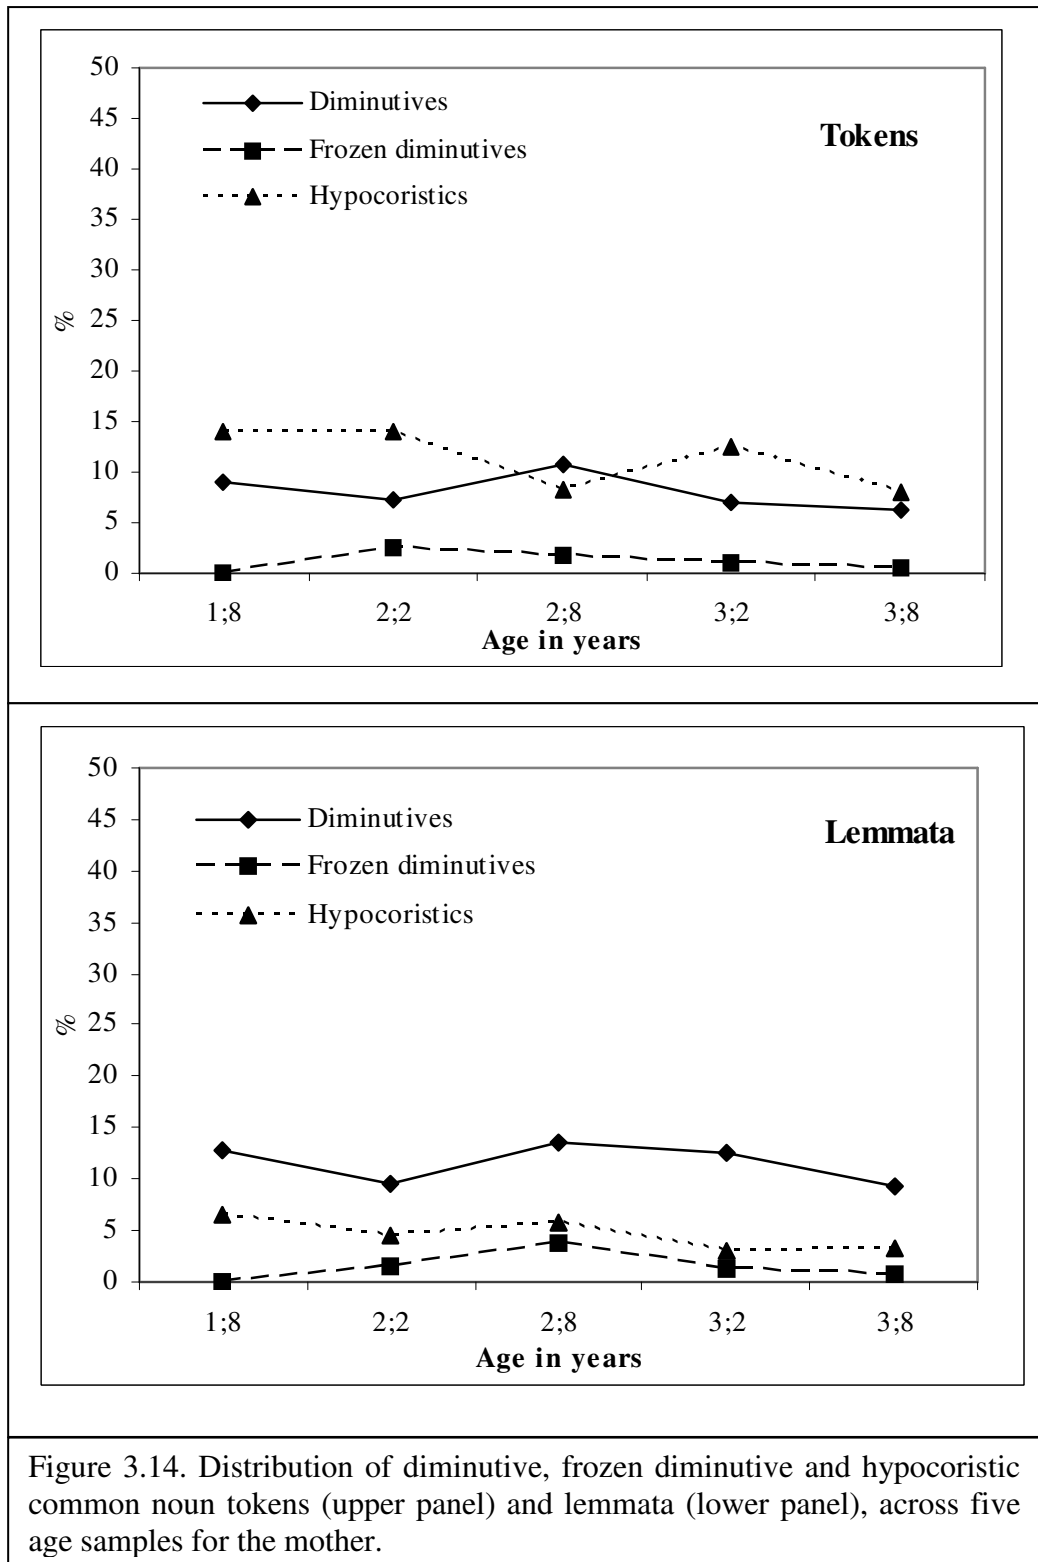 50
45
40
35
30
25
20
15
10
5
0
%
Diminutives
Frozen diminutives
Hypocoristics
Tokens
1;8 2;2 2;8 3;2 3;8
Age in years
50
45
40
35
30
25
20
15
10
5
0
%
Diminutives
Frozen diminutives
Hypocoristics
Lemmata
1;8 2;2 2;8 3;2 3;8
Age in years
Figure 3.14. Distribution of diminutive, frozen diminutive and hypocoristic
common noun tokens (upper panel) and lemmata (lower panel), across five
age samples for the mother.